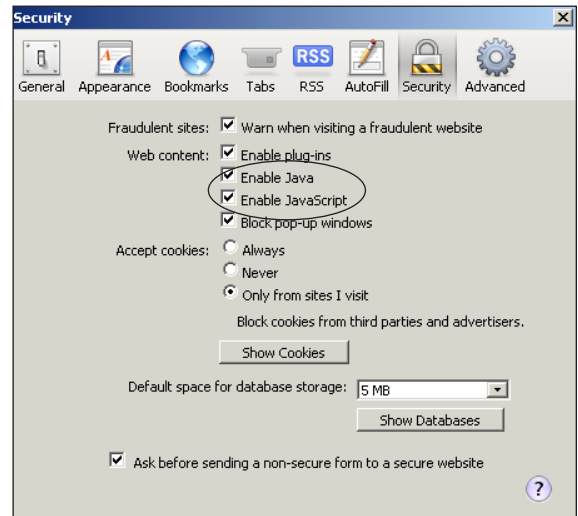 Security
RSS
General Appearance Bookmarks Tabs RSS AutoFill Security Advanced
Fraudulent sites: Warn when visiting a fraudulent website
Web content: Enable plug-ins
Enable Java
Enable JavaScript
Block pop-up windows
Accept cookies: Always
Never
Only from sites I visit
Block cookies from third parties and advertisers.
Show Cookies
Default space for database storage: 5 MB
Show Databases
Ask before sending a non-secure form to a secure website
?